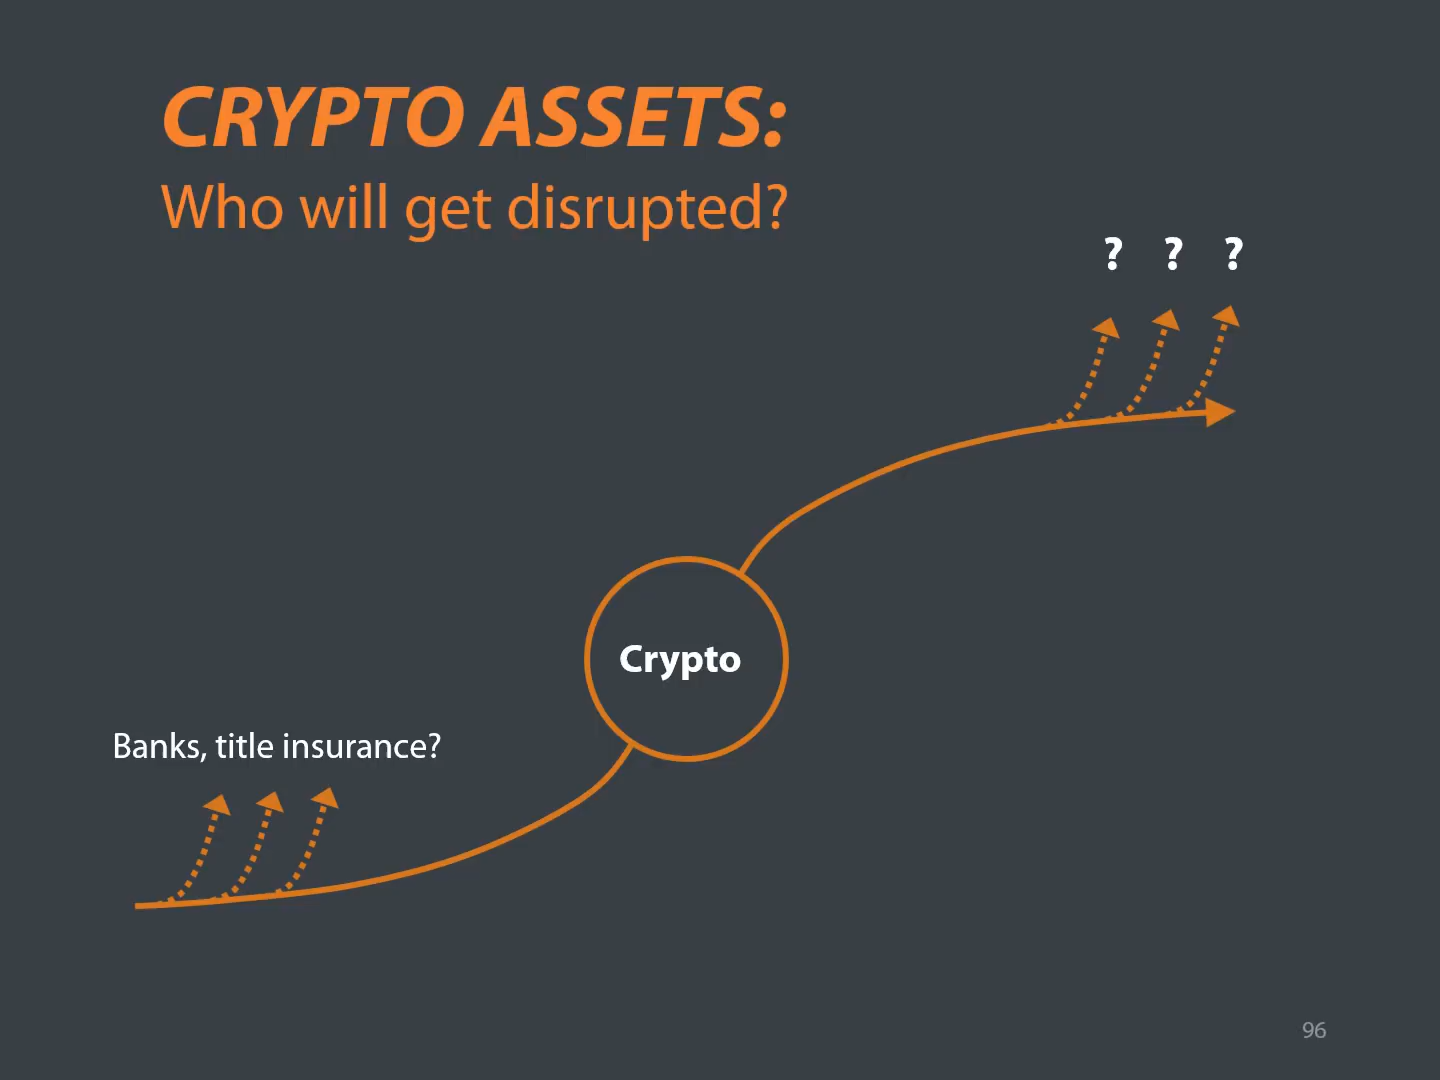 CRYPTO ASSETS:
Who will get disrupted?
? ? ?
Crypto
Banks, title insurance?
96